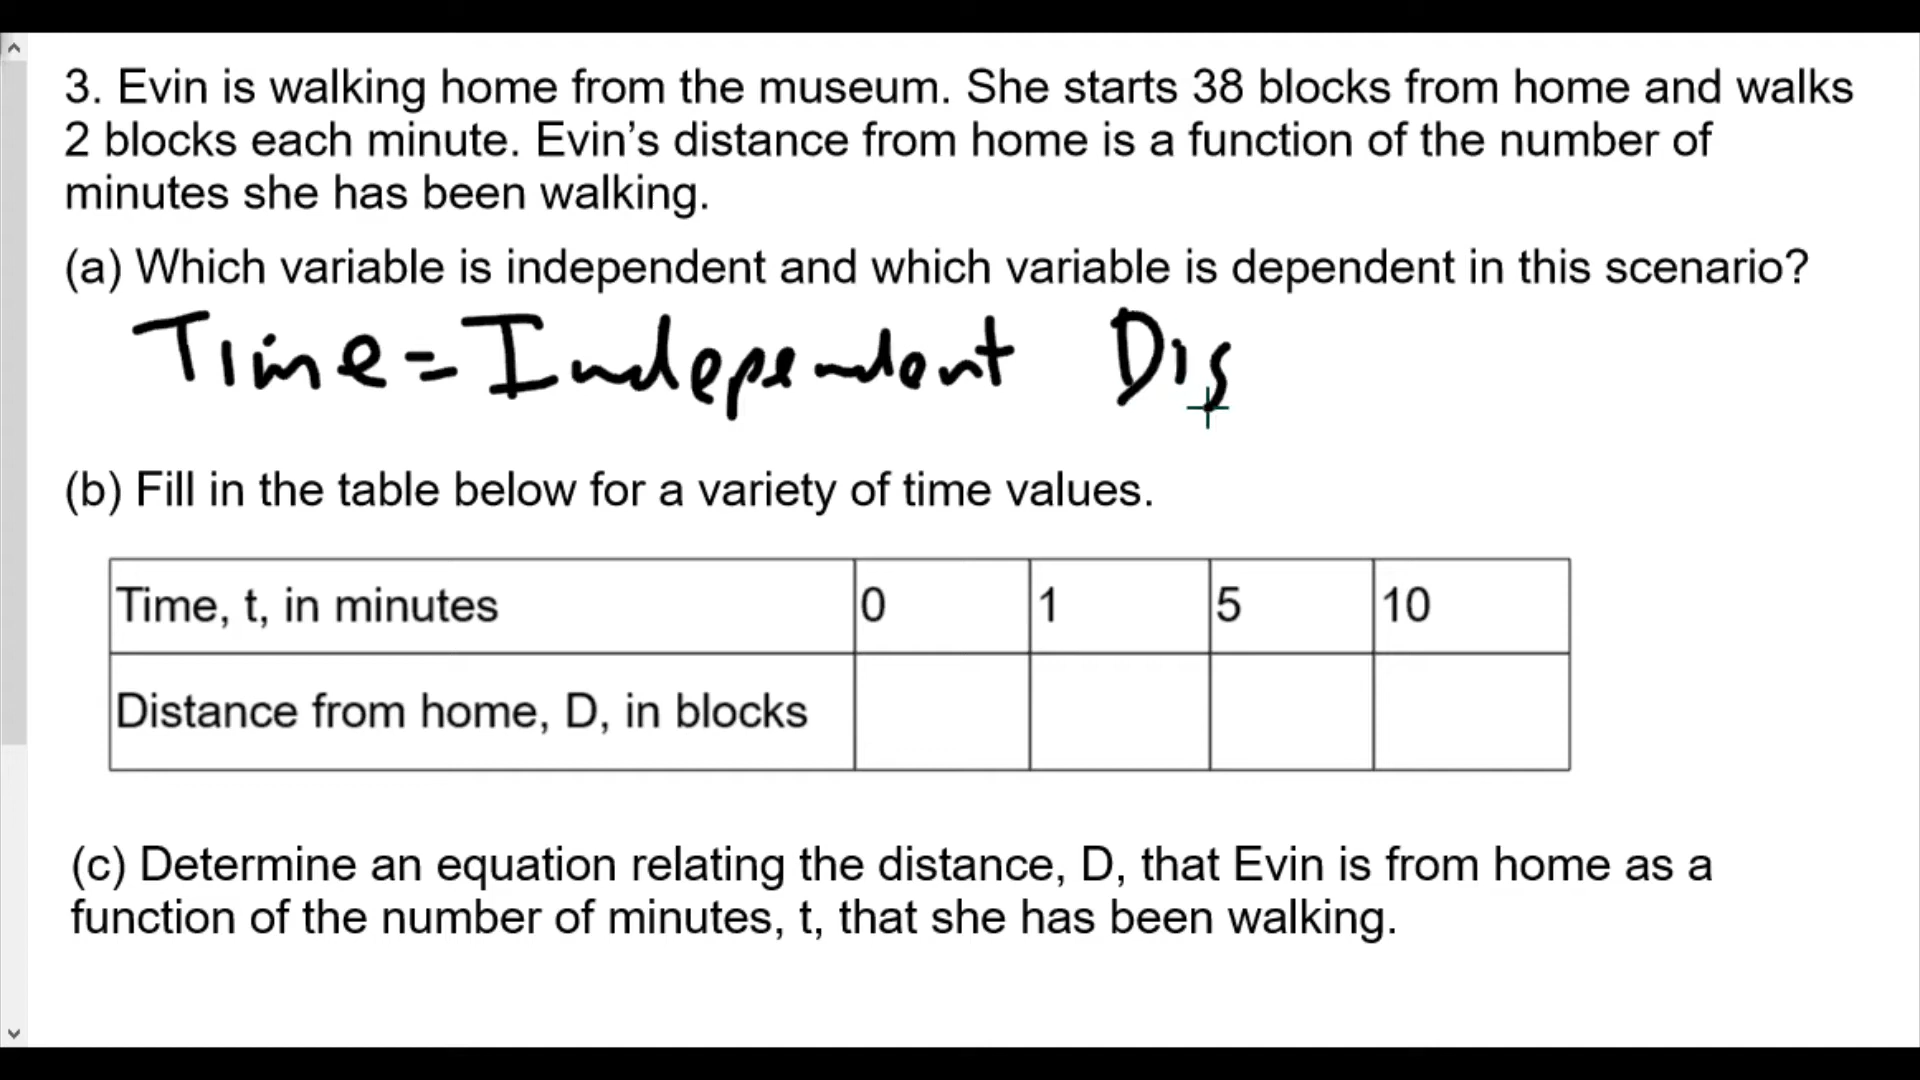 3. Evin is walking home from the museum. She starts 38 blocks from home and walks
2 blocks each minute. Evin’s distance from home is a function of the number of
minutes she has been walking.
(a) Which variable is independent and which variable is dependent in this scenario?
Time = Independent Dis
(b) Fill in the table below for a variety of time values.
Time, t, in minutes 0 1 5 10
Distance from home, D, in blocks
(c) Determine an equation relating the distance, D, that Evin is from home as a
function of the number of minutes, t, that she has been walking.